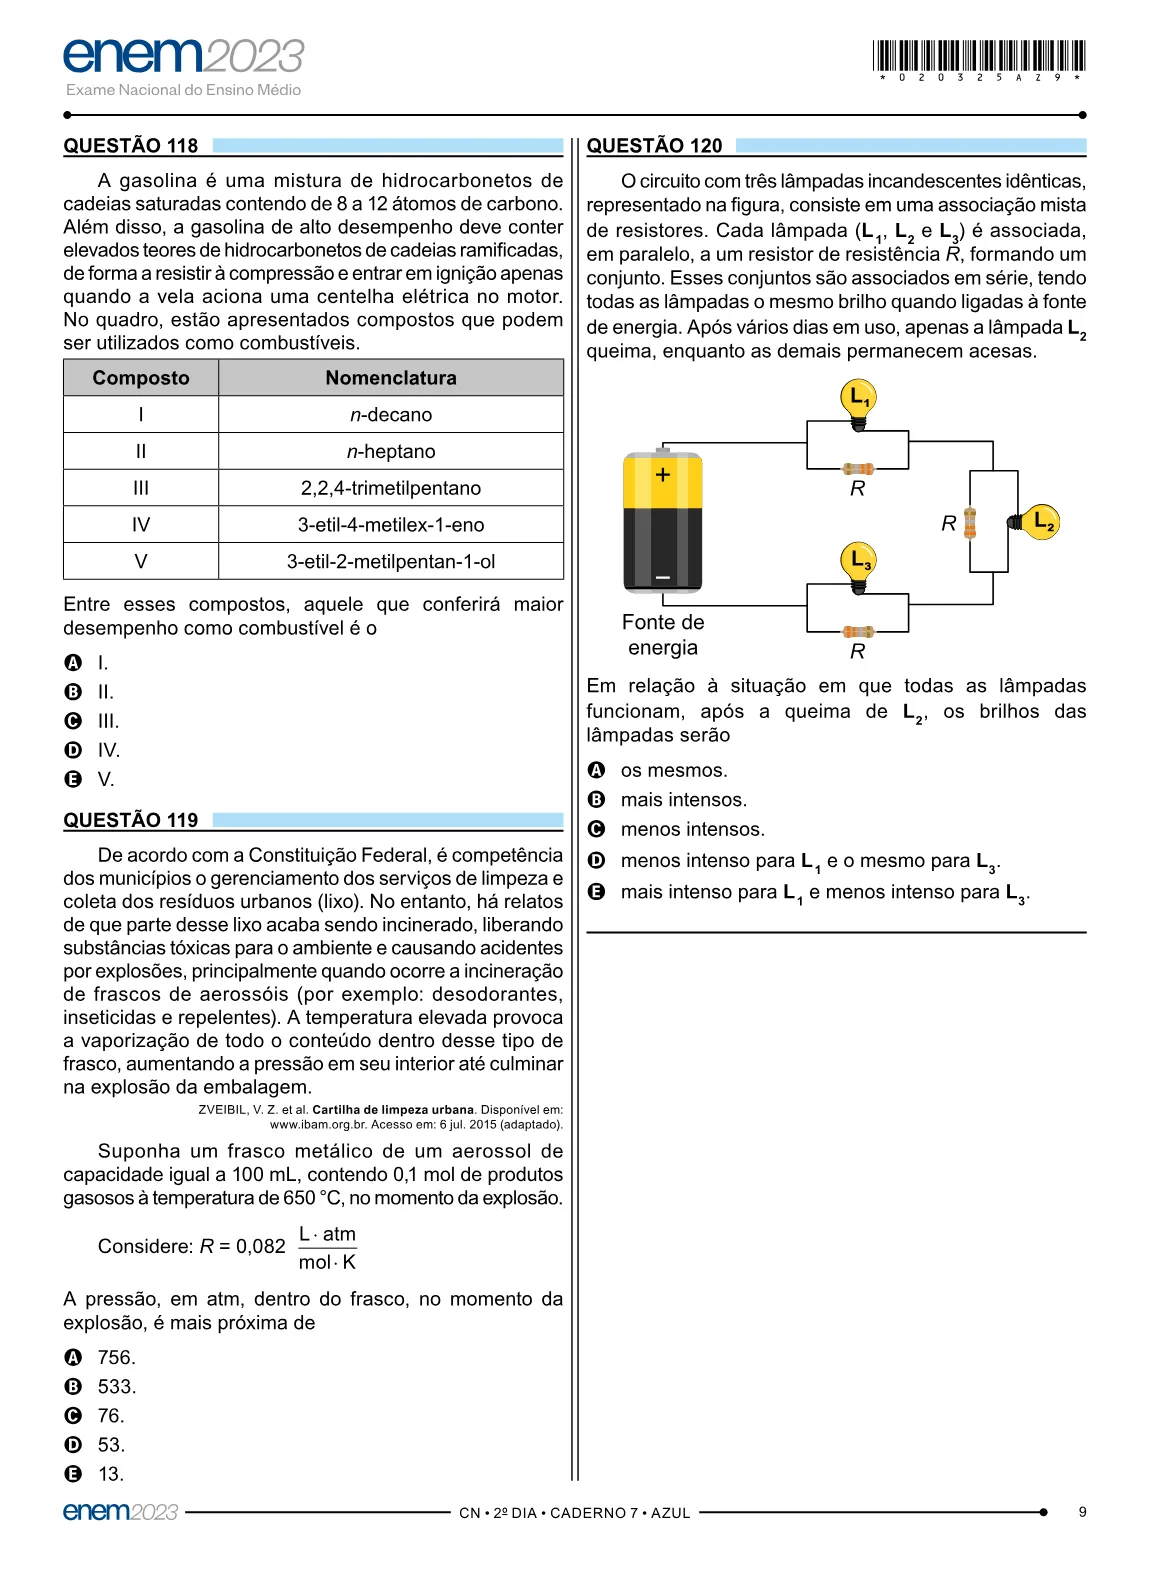 enem2023
Exame Nacional do Ensino Médio
*020325AZ9*
QUESTÃO 118
A gasolina é uma mistura de hidrocarbonetos de
cadeias saturadas contendo de 8 a 12 átomos de carbono.
Além disso, a gasolina de alto desempenho deve conter
elevados teores de hidrocarbonetos de cadeias ramificadas,
de forma a resistir à compressão e entrar em ignição apenas
quando a vela aciona uma centelha elétrica no motor.
No quadro, estão apresentados compostos que podem
ser utilizados como combustíveis.
Composto Nomenclatura
I n-decano
II n-heptano
III 2,2,4-trimetilpentano
IV 3-etil-4-metilex-1-eno
V 3-etil-2-metilpentan-1-ol
Entre esses compostos, aquele que conferirá maior
desempenho como combustível é o
A I.
B II.
C III.
D IV.
E V.
QUESTÃO 119
De acordo com a Constituição Federal, é competência
dos municípios o gerenciamento dos serviços de limpeza e
coleta dos resíduos urbanos (lixo). No entanto, há relatos
de que parte desse lixo acaba sendo incinerado, liberando
substâncias tóxicas para o ambiente e causando acidentes
por explosões, principalmente quando ocorre a incineração
de frascos de aerossóis (por exemplo: desodorantes,
inseticidas e repelentes). A temperatura elevada provoca
a vaporização de todo o conteúdo dentro desse tipo de
frasco, aumentando a pressão em seu interior até culminar
na explosão da embalagem.
ZVEIBIL, V. Z. et al. Cartilha de limpeza urbana. Disponível em:
www.ibam.org.br. Acesso em: 6 jul. 2015 (adaptado).
Suponha um frasco metálico de um aerossol de
capacidade igual a 100 mL, contendo 0,1 mol de produtos
gasosos à temperatura de 650 °C, no momento da explosão.
Considere: R = 0,082 L · atm / mol · K
A pressão, em atm, dentro do frasco, no momento da
explosão, é mais próxima de
A 756.
B 533.
C 76.
D 53.
E 13.
QUESTÃO 120
O circuito com três lâmpadas incandescentes idênticas,
representado na figura, consiste em uma associação mista
de resistores. Cada lâmpada (L1, L2 e L3) é associada,
em paralelo, a um resistor de resistência R, formando um
conjunto. Esses conjuntos são associados em série, tendo
todas as lâmpadas o mesmo brilho quando ligadas à fonte
de energia. Após vários dias em uso, apenas a lâmpada L2
queima, enquanto as demais permanecem acesas.
L1
+
R
R
L2
L3
–
Fonte de
energia
R
Em relação à situação em que todas as lâmpadas
funcionam, após a queima de L2, os brilhos das
lâmpadas serão
A os mesmos.
B mais intensos.
C menos intensos.
D menos intenso para L1 e o mesmo para L3.
E mais intenso para L1 e menos intenso para L3.
enem2023
CN • 2º DIA • CADERNO 7 • AZUL
9